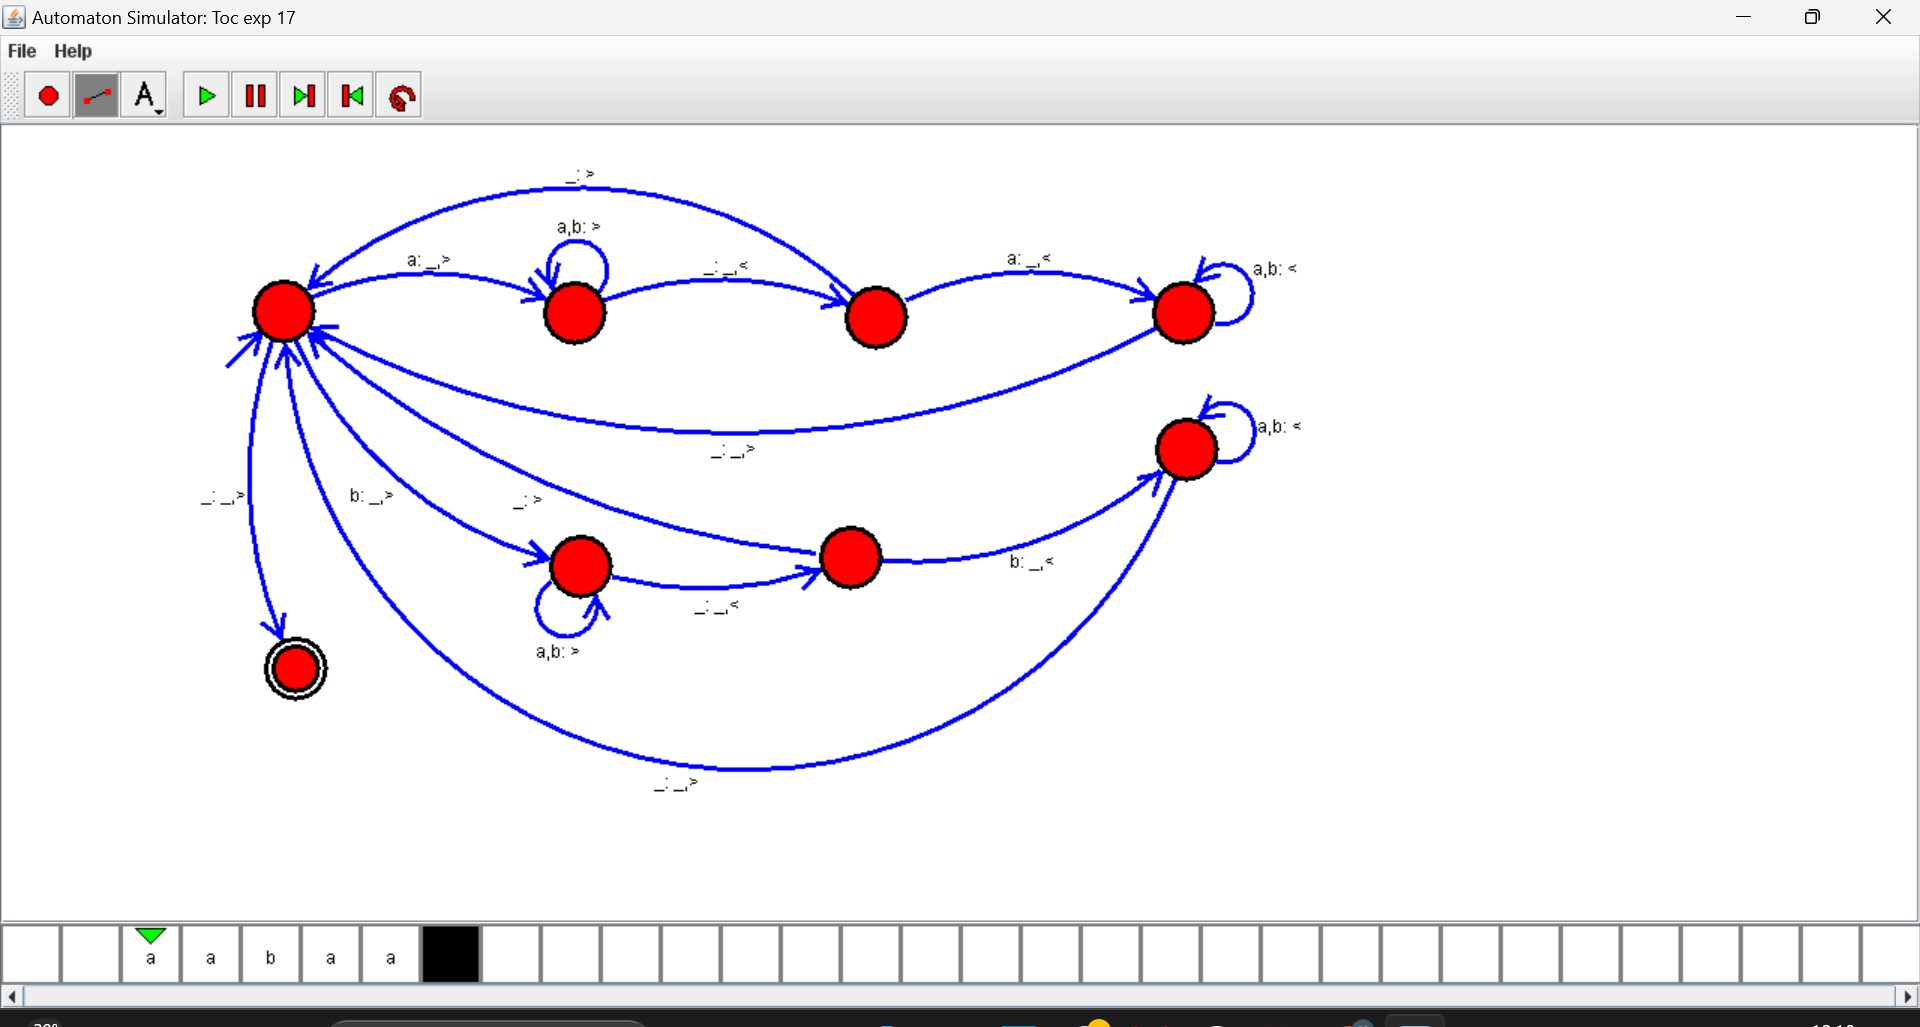 Automaton Simulator: Toc exp 17
File Help
A
_: >
a,b: >
a: _,>
_: _,<
a: _,<
a,b: <
_: _,>
a,b: <
_: _,>
b: _,>
_: >
b: _,<
_: _,<
a,b: >
_: _,>
a a b a a